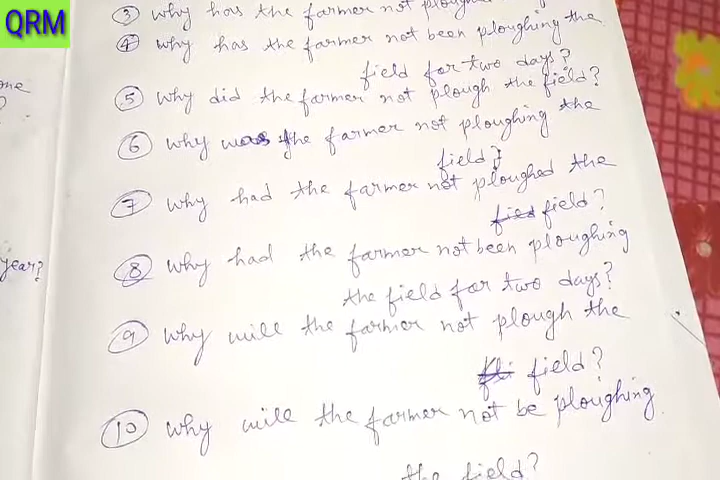 QRM
③ why has the farmer not
④ why has the farmer not been ploughing the
field for two days?
one
?
⑤ why did the farmer not plough the field?
⑥ why was the farmer not ploughing the
field?
⑦ why had the farmer not ploughed the
field?
year?
⑧ why had the farmer not been ploughing
the field for two days?
⑨ why will the farmer not plough the
field?
⑩ why will the farmer not be ploughing
the field?